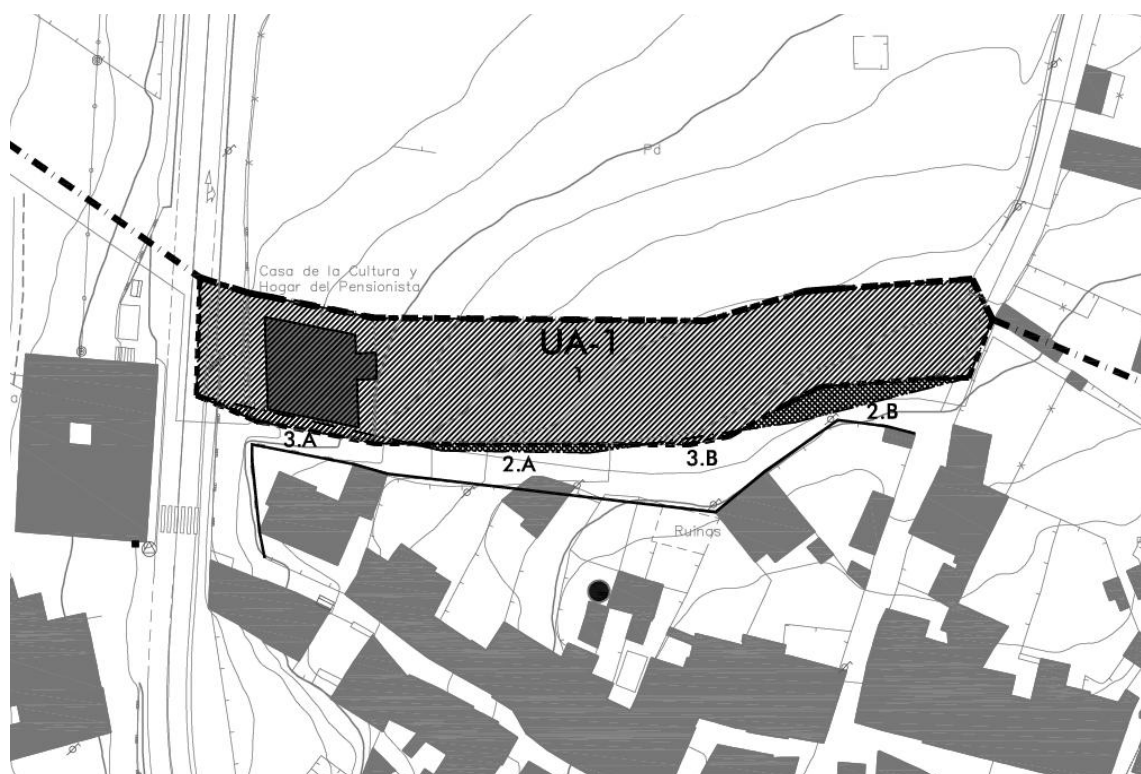 Pd
Casa de la Cultura y
Hogar del Pensionista
UA-1
1
2.B
3.A
2.A
3.B
Ruinas